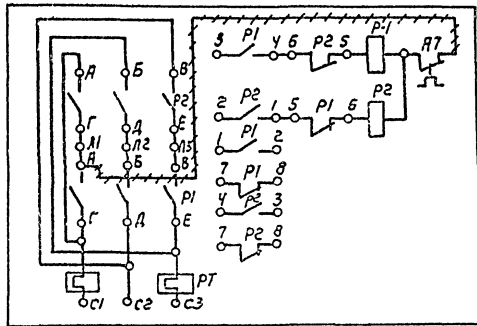 А Б В
3 Р1 4 6 Р2 5 Р-1 Я7
Р2
Г Д Е
Л1 Л2 Л3
А Б В
2 Р2 1 5 Р1 6 Р2
1 Р1 2
7 Р1 8
4 Р2 3
7 Р2 8
Р1
Г Д Е
РТ
С1 С2 С3